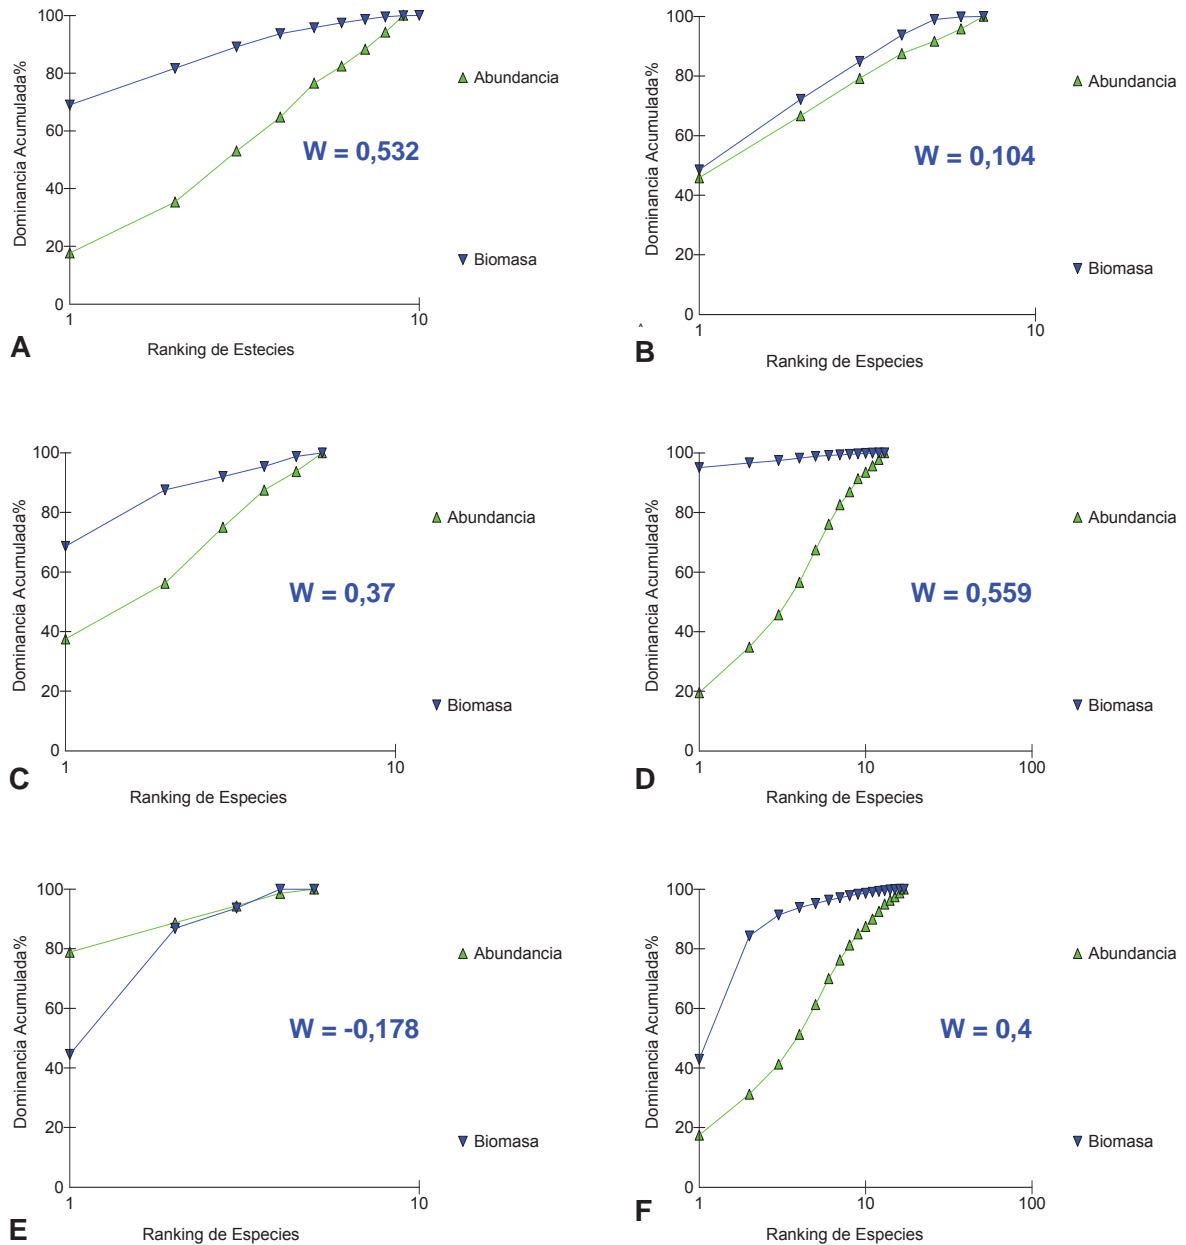 Dominancia Acumulada%
100
80
60
40
20
0
1
10
Abundancia
Biomasa
W = 0,532
A
Ranking de Estecies
Dominancia Acumulada%
100
80
60
40
20
0
1
10
Abundancia
Biomasa
W = 0,104
B
Ranking de Especies
Dominancia Acumulada%
100
80
60
40
20
0
1
10
Abundancia
Biomasa
W = 0,37
C
Ranking de Especies
Dominancia Acumulada%
100
80
60
40
20
0
1
10
100
Abundancia
Biomasa
W = 0,559
D
Ranking de Especies
Dominancia Acumulada%
100
80
60
40
20
0
1
10
Abundancia
Biomasa
W = -0,178
E
Ranking de Especies
Dominancia Acumulada%
100
80
60
40
20
0
1
10
100
Abundancia
Biomasa
W = 0,4
F
Ranking de Especies